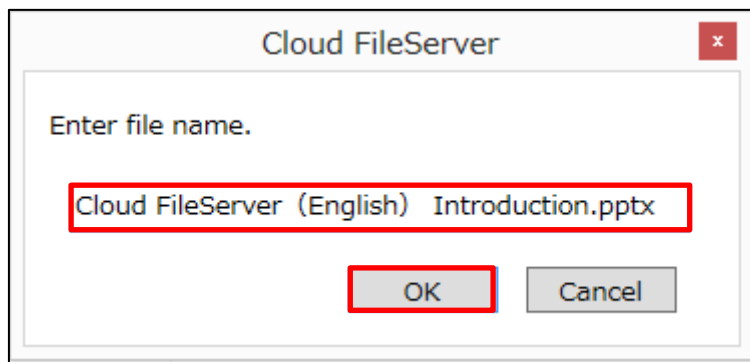 Cloud FileServer
x
Enter file name.
Cloud FileServer（English） Introduction.pptx
OK
Cancel